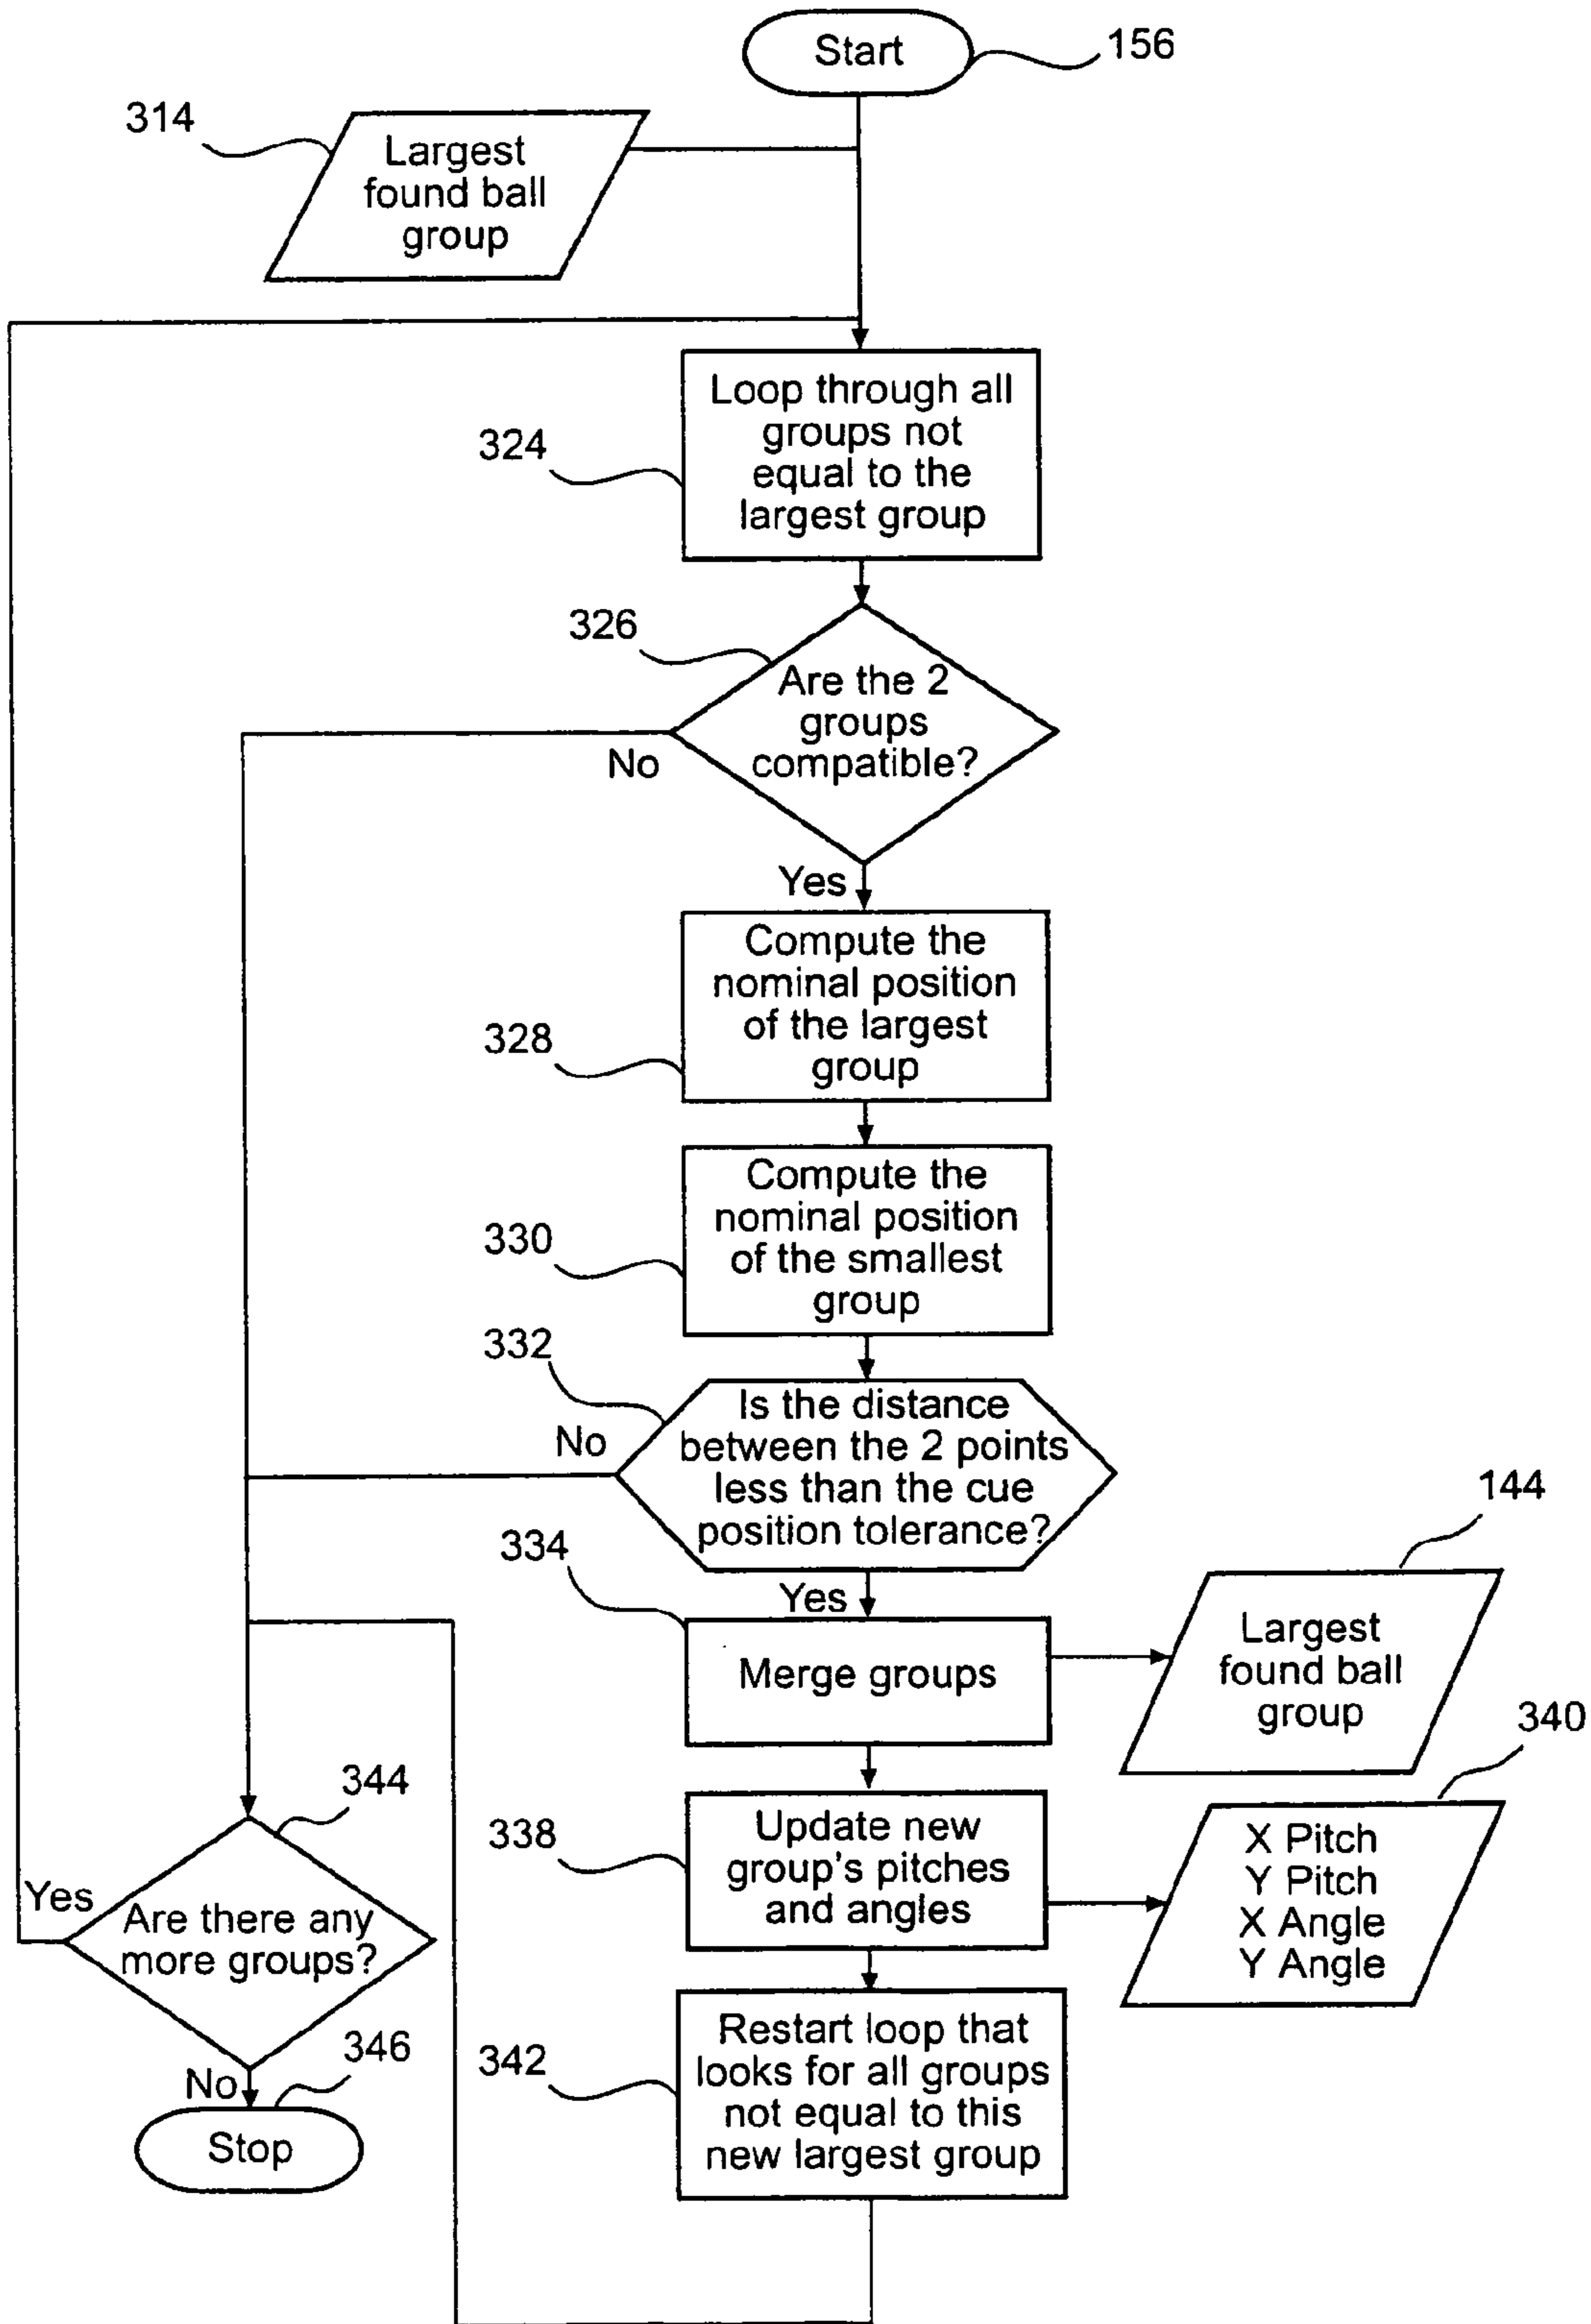 Start
156
314
Largest
found ball
group
324
Loop through all
groups not
equal to the
largest group
326
Are the 2
groups
compatible?
No
Yes
328
Compute the
nominal position
of the largest
group
330
Compute the
nominal position
of the smallest
group
332
No
Is the distance
between the 2 points
less than the cue
position tolerance?
334
Yes
Merge groups
144
Largest
found ball
group
338
Update new
group's pitches
and angles
340
X Pitch
Y Pitch
X Angle
Y Angle
342
Restart loop that
looks for all groups
not equal to this
new largest group
344
Yes
Are there any
more groups?
No
346
Stop